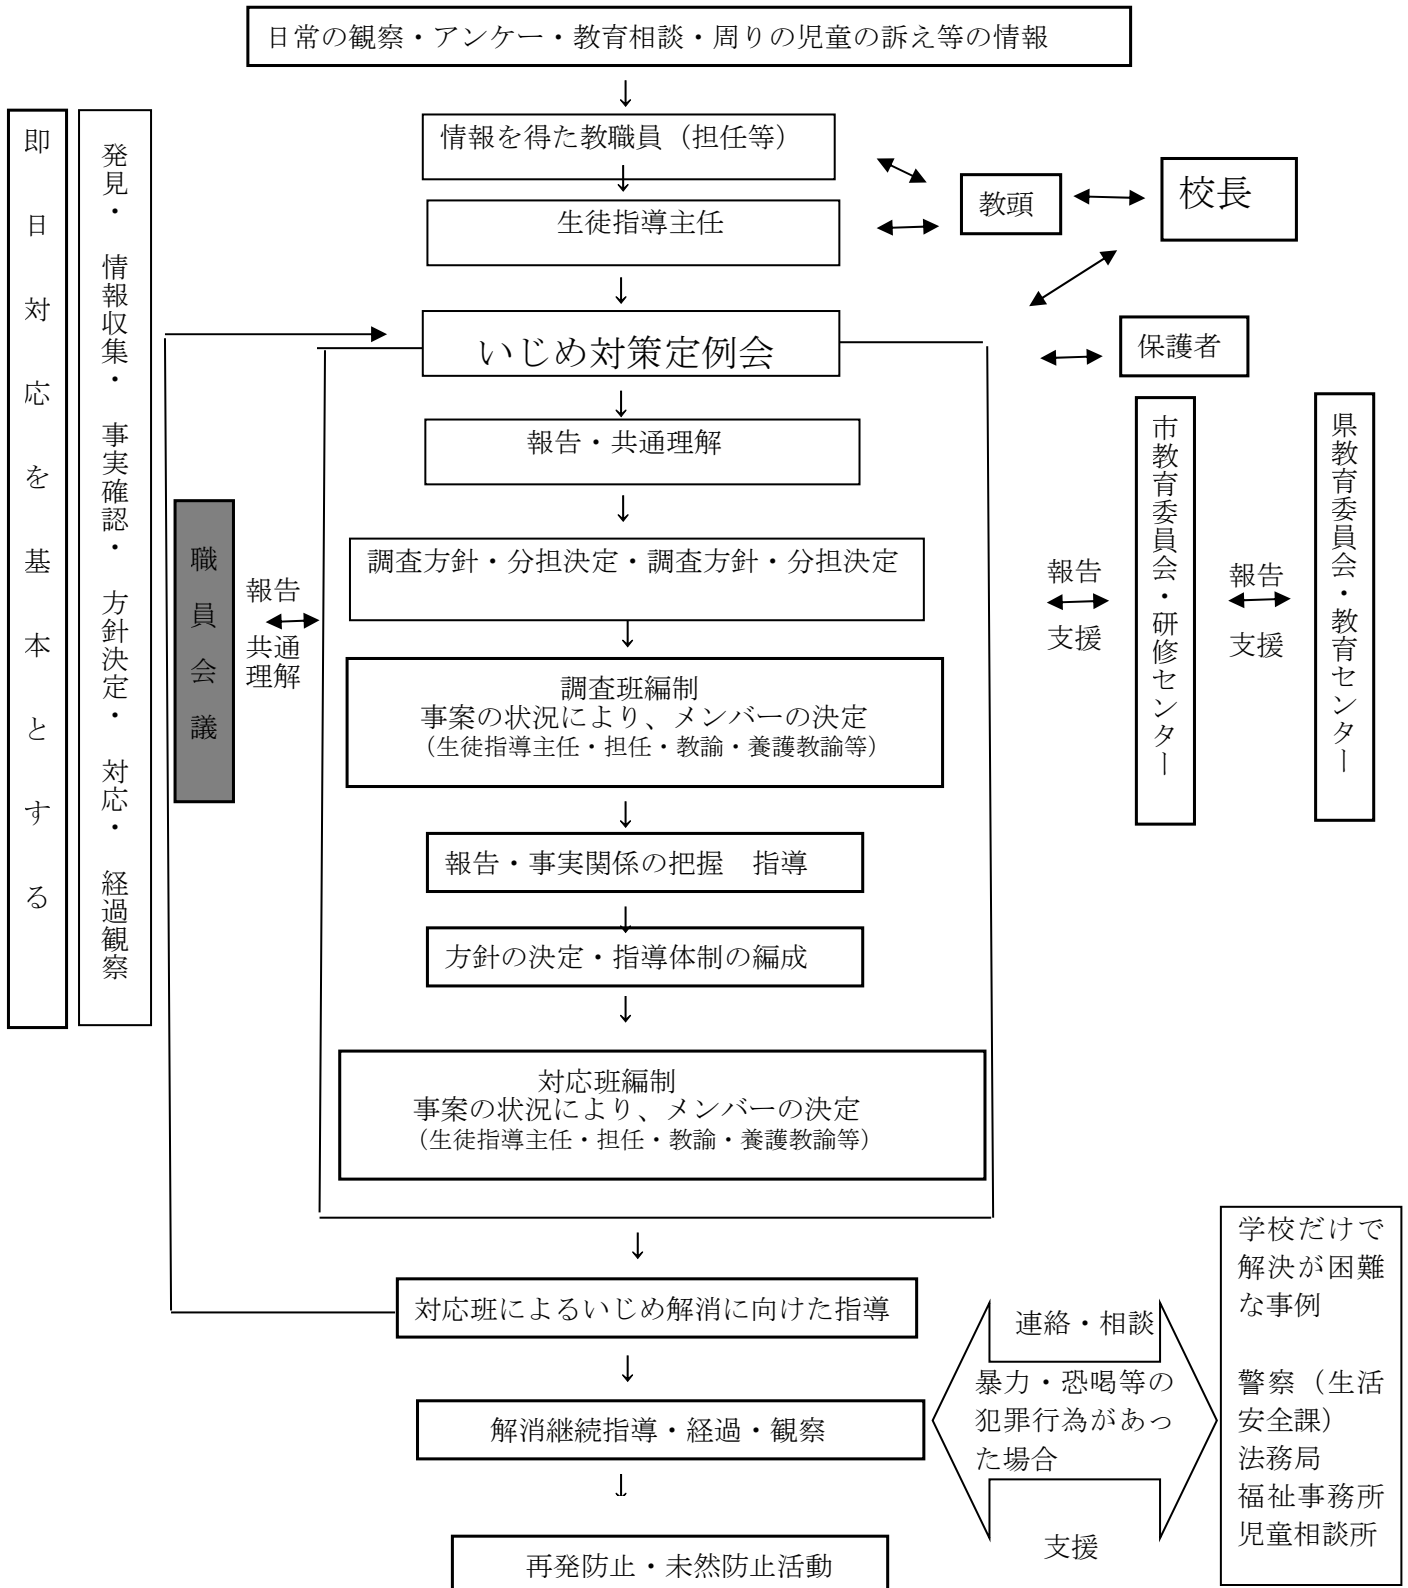 日常の観察・アンケー・教育相談・周りの児童の訴え等の情報
↓
情報を得た教職員（担任等）
↓
生徒指導主任
教頭
校長
↓
いじめ対策定例会
保護者
↓
報告・共通理解
↓
調査方針・分担決定・調査方針・分担決定
↓
調査班編制
事案の状況により、メンバーの決定
（生徒指導主任・担任・教諭・養護教諭等）
↓
報告・事実関係の把握　指導
↓
方針の決定・指導体制の編成
↓
対応班編制
事案の状況により、メンバーの決定
（生徒指導主任・担任・教諭・養護教諭等）
↓
対応班によるいじめ解消に向けた指導
↓
解消継続指導・経過・観察
↓
再発防止・未然防止活動
即日対応を基本とする
発見・　情報収集・　事実確認・　方針決定・　対応・　経過観察
職員会議
報告
共通
理解
報告
支援
市教育委員会・研修センター
報告
支援
県教育委員会・教育センター
連絡・相談
暴力・恐喝等の
犯罪行為があっ
た場合
支援
学校だけで
解決が困難
な事例
警察（生活
安全課）
法務局
福祉事務所
児童相談所